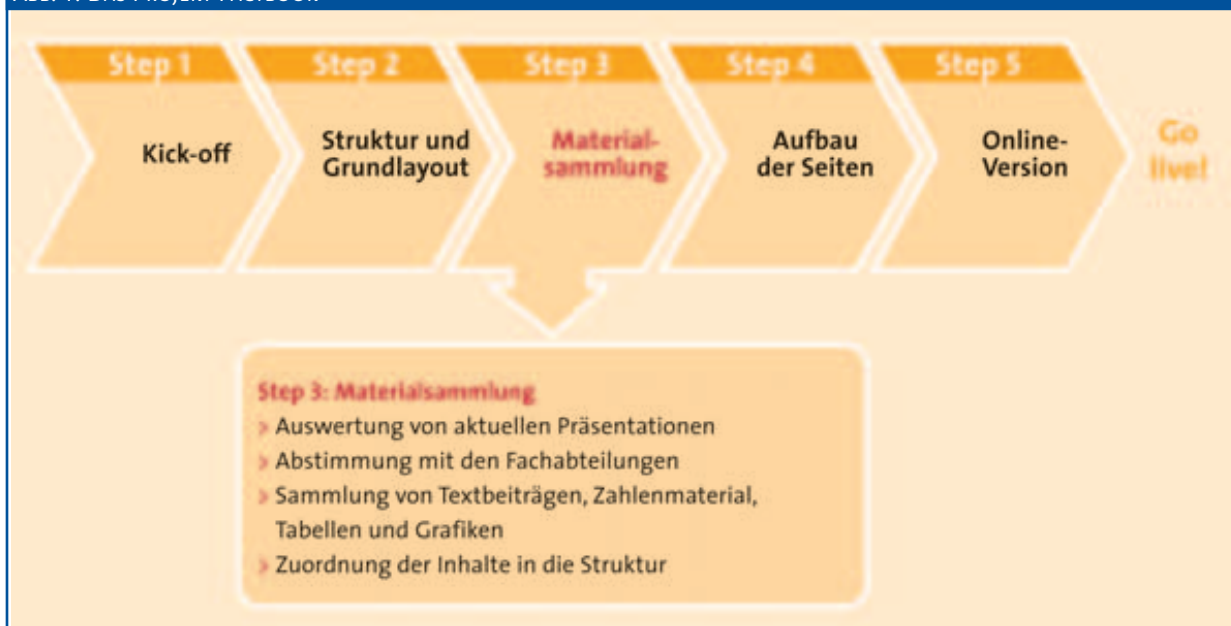 Step 1
Step 2
Step 3
Step 4
Step 5
Kick-off
Struktur und
Grundlayout
Material-
sammlung
Aufbau
der Seiten
Online-
Version
Go
live!
Step 3: Materialsammlung
› Auswertung von aktuellen Präsentationen
› Abstimmung mit den Fachabteilungen
› Sammlung von Textbeiträgen, Zahlenmaterial,
Tabellen und Grafiken
› Zuordnung der Inhalte in die Struktur